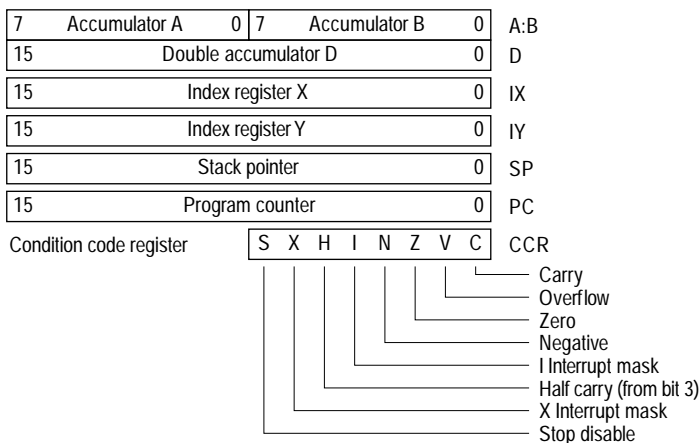 7 Accumulator A 0 7 Accumulator B 0 A:B
15 Double accumulator D 0 D
15 Index register X 0 IX
15 Index register Y 0 IY
15 Stack pointer 0 SP
15 Program counter 0 PC
Condition code register S X H I N Z V C CCR
Carry
Overflow
Zero
Negative
I Interrupt mask
Half carry (from bit 3)
X Interrupt mask
Stop disable